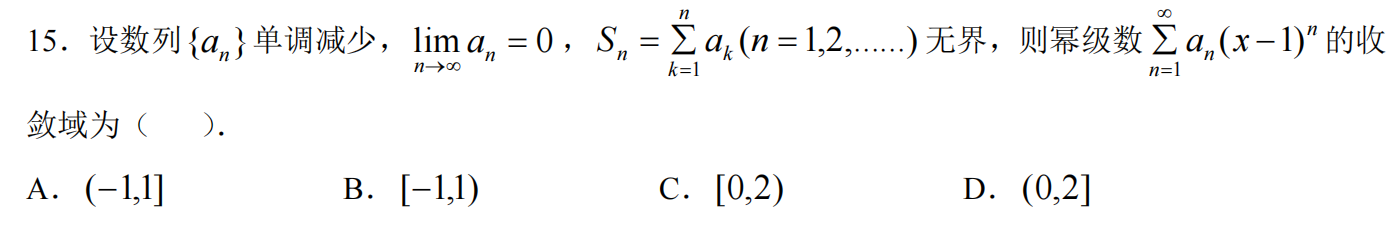 15．设数列{aₙ}单调减少，lim_{n→∞} aₙ = 0，Sₙ = ∑_{k=1}^{n} aₖ (n = 1,2,......) 无界，则幂级数 ∑_{n=1}^{∞} aₙ(x−1)ⁿ 的收
敛域为（　　）．
A．(−1,1]　　B．[−1,1)　　C．[0,2)　　D．(0,2]